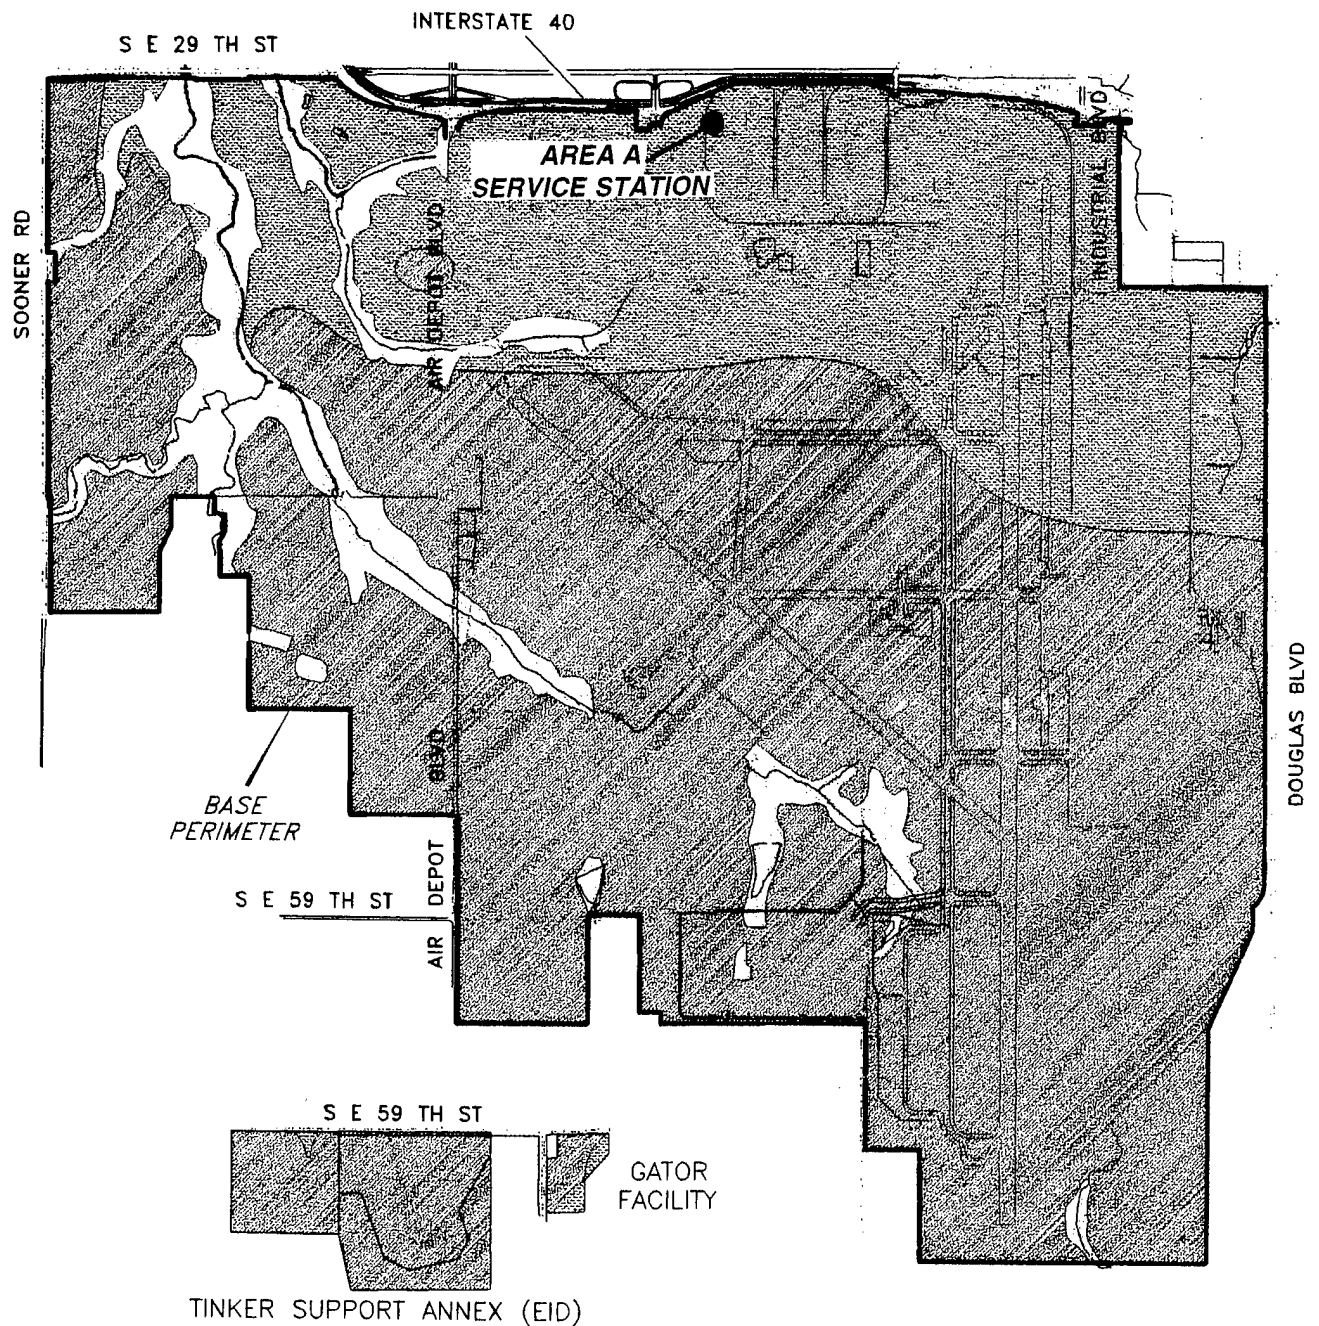 INTERSTATE 40
S E 29 TH ST
AREA A
SERVICE STATION
INDUSTRIAL BLVD
SOONER RD
AIR DEPOT BLVD
DOUGLAS BLVD
BASE
PERIMETER
AIR DEPOT BLVD
S E 59 TH ST
S E 59 TH ST
GATOR
FACILITY
TINKER SUPPORT ANNEX (EID)